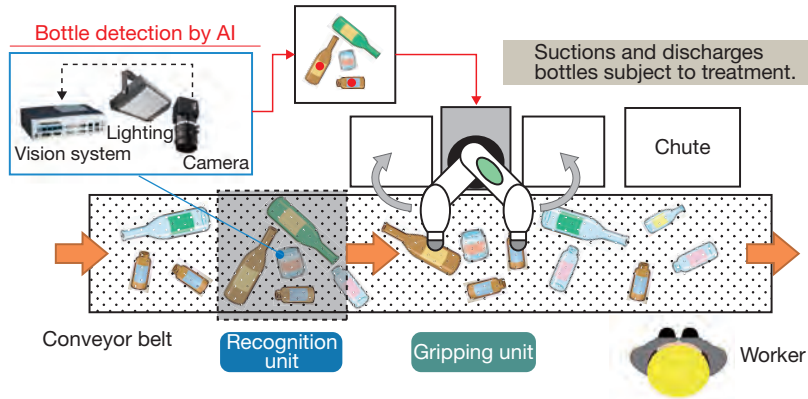 Bottle detection by AI
Lighting
Vision system
Camera
Suctions and discharges
bottles subject to treatment.
Chute
Conveyor belt
Recognition
unit
Gripping unit
Worker